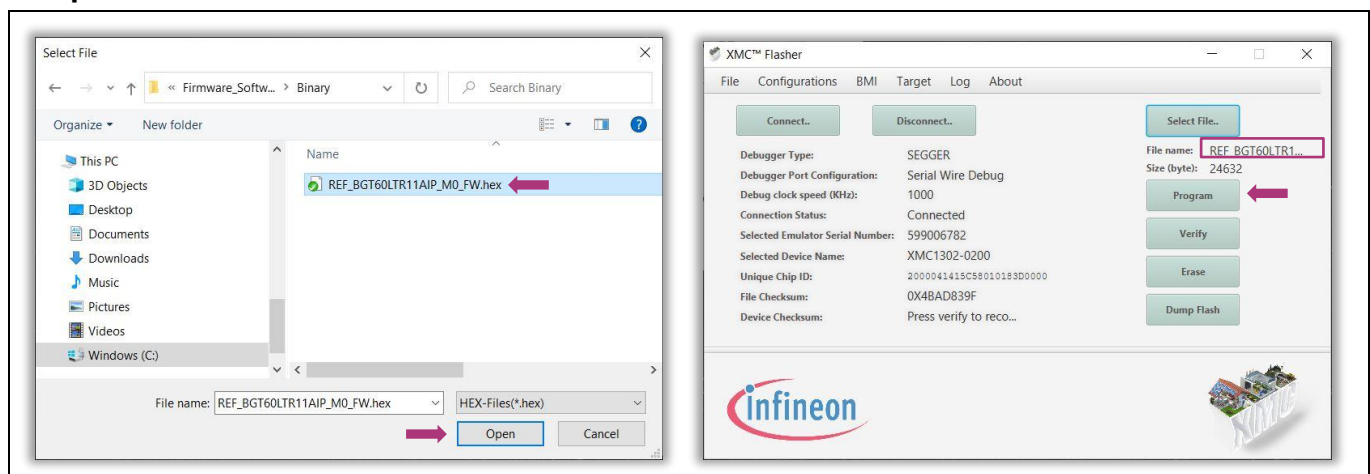 Select File
« Firmware_Softw... > Binary
Search Binary
Organize
New folder
This PC
3D Objects
Desktop
Documents
Downloads
Music
Pictures
Videos
Windows (C:)
Name
REF_BGT60LTR11AIP_M0_FW.hex
File name: REF_BGT60LTR11AIP_M0_FW.hex
HEX-Files(*.hex)
Open
Cancel
XMC™ Flasher
File Configurations BMI Target Log About
Connect..
Disconnect..
Debugger Type: SEGGER
Debugger Port Configuration: Serial Wire Debug
Debug clock speed (KHz): 1000
Connection Status: Connected
Selected Emulator Serial Number: 599006782
Selected Device Name: XMC1302-0200
Unique Chip ID: 2000041415C58010183D0000
File Checksum: 0X4BAD839F
Device Checksum: Press verify to reco...
Select File..
File name: REF_BGT60LTR1...
Size (byte): 24632
Program
Verify
Erase
Dump Flash
infineon
XMC